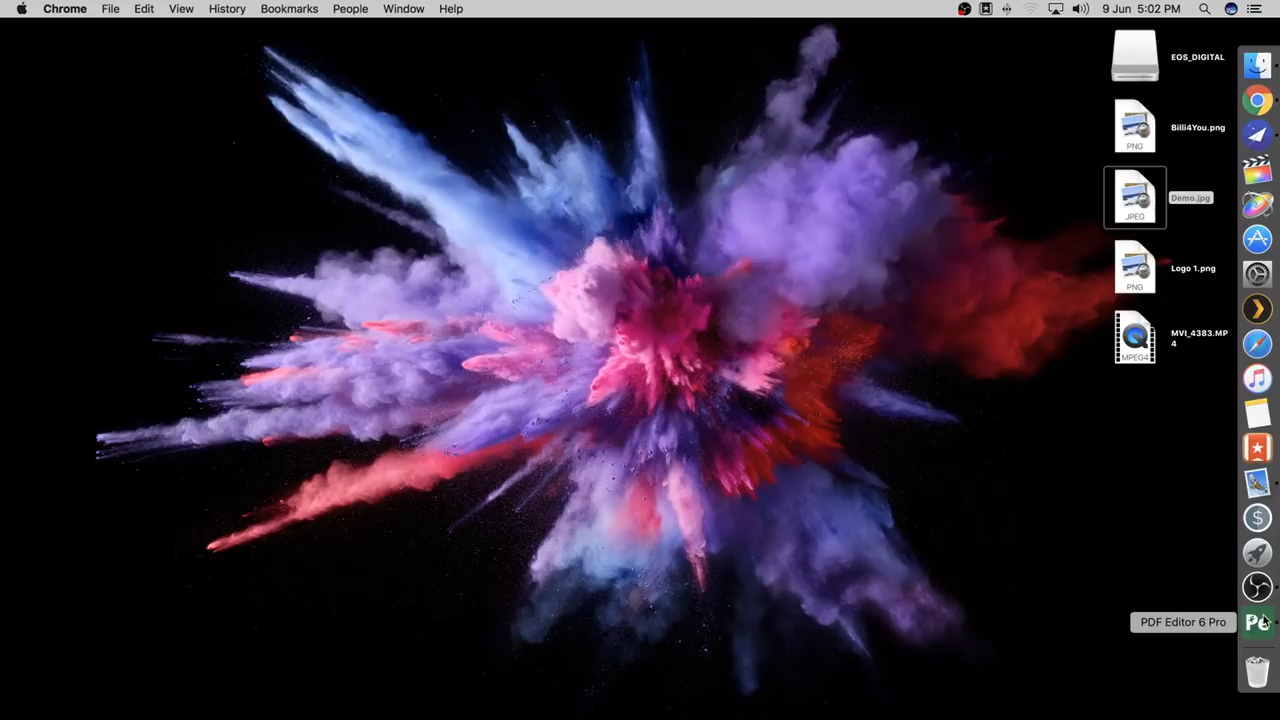 Chrome File Edit View History Bookmarks People Window Help 9 Jun 5:02 PM
EOS_DIGITAL
PNG Billi4You.png
JPEG Demo.jpg
PNG Logo 1.png
MPEG4 MVI_4383.MP
4
PDF Editor 6 Pro